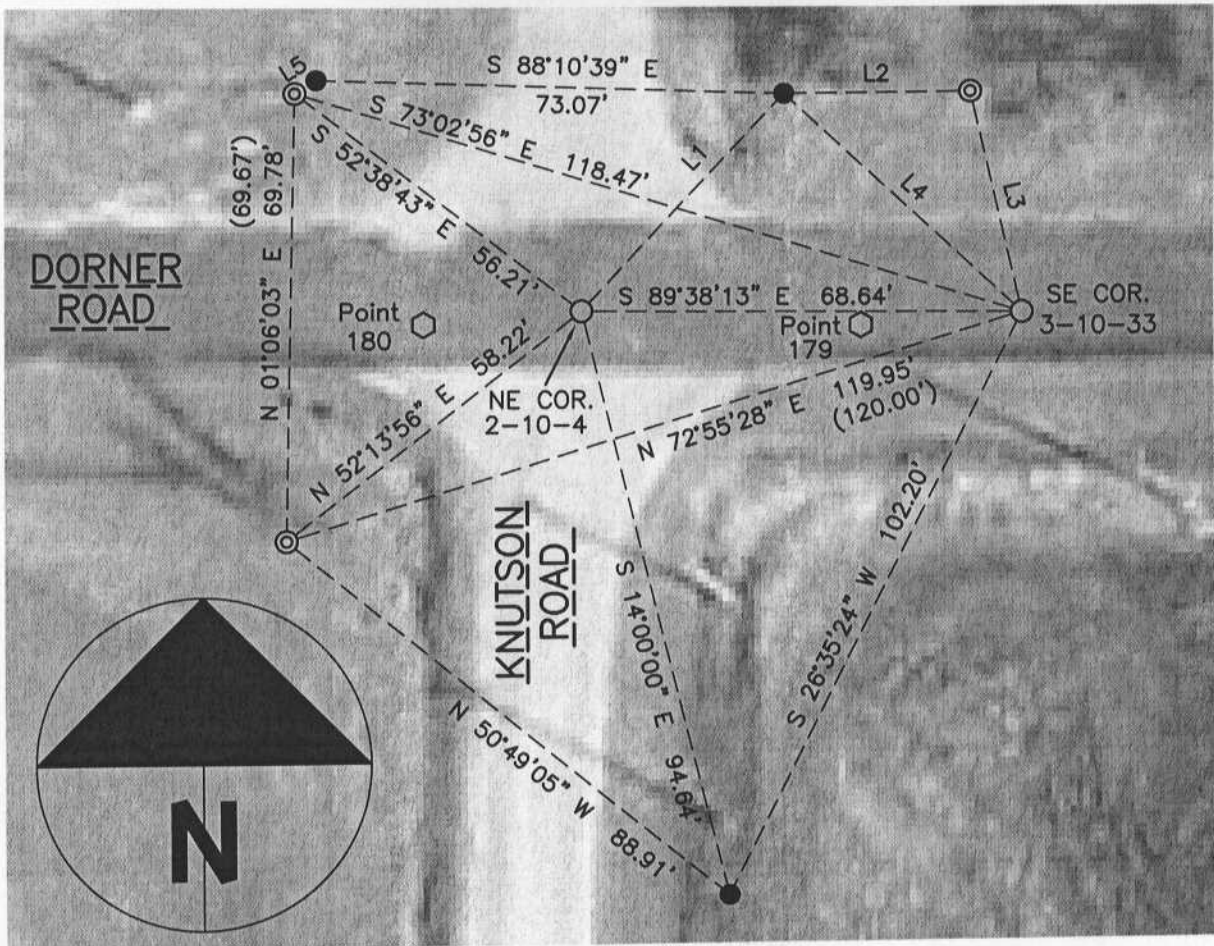 L5
S 88°10'39" E
73.07'
L2
S 73°02'56" E 118.47'
S 52°38'43" E 56.21'
L1
L4
L3
(69.67')
N 01°06'03" E 69.78'
DORNER
ROAD
Point
180
S 89°38'13" E 68.64'
Point
179
SE COR.
3-10-33
N 52°13'56" E 58.22'
NE COR.
2-10-4
N 72°55'28" E 119.95'
(120.00')
KNUTSON
ROAD
S 14°00'00" E 94.64'
S 26°35'24" W 102.20'
N 50°49'05" W 88.91'
N